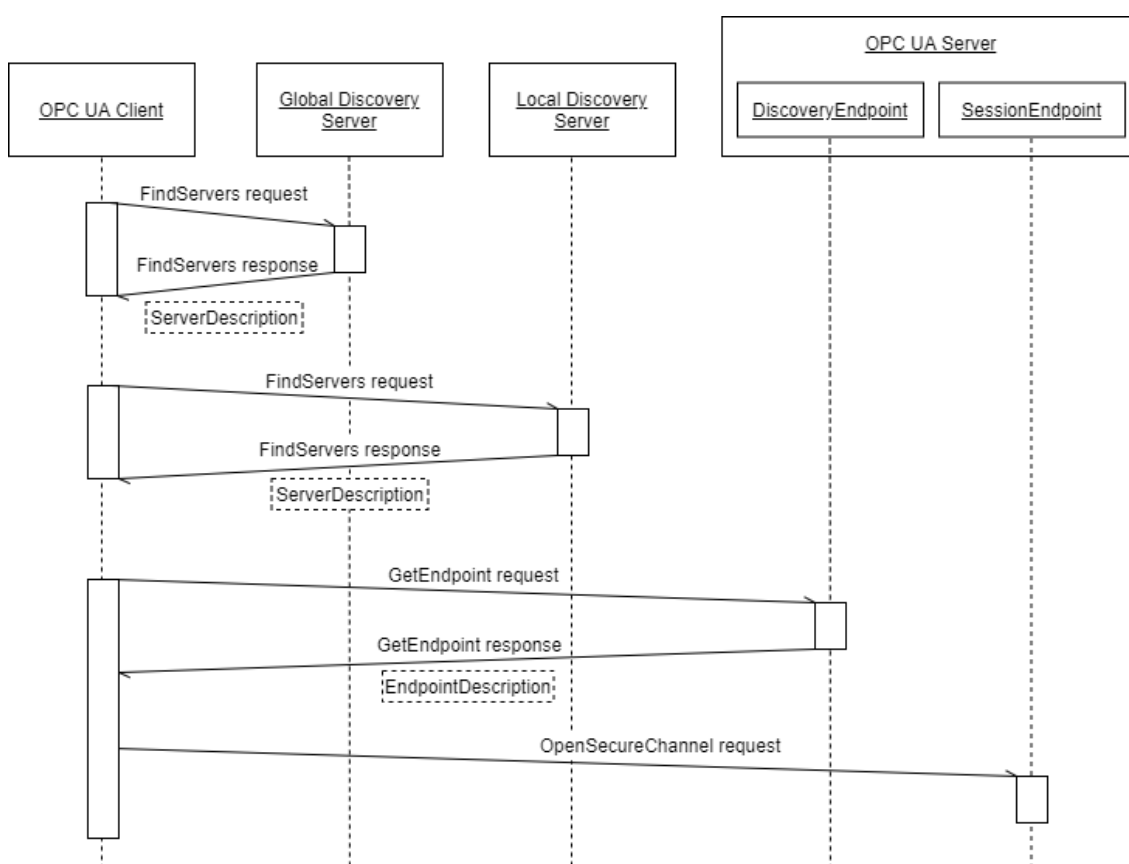 OPC UA Server
OPC UA Client
Global Discovery
Server
Local Discovery
Server
DiscoveryEndpoint
SessionEndpoint
FindServers request
FindServers response
ServerDescription
FindServers request
FindServers response
ServerDescription
GetEndpoint request
GetEndpoint response
EndpointDescription
OpenSecureChannel request